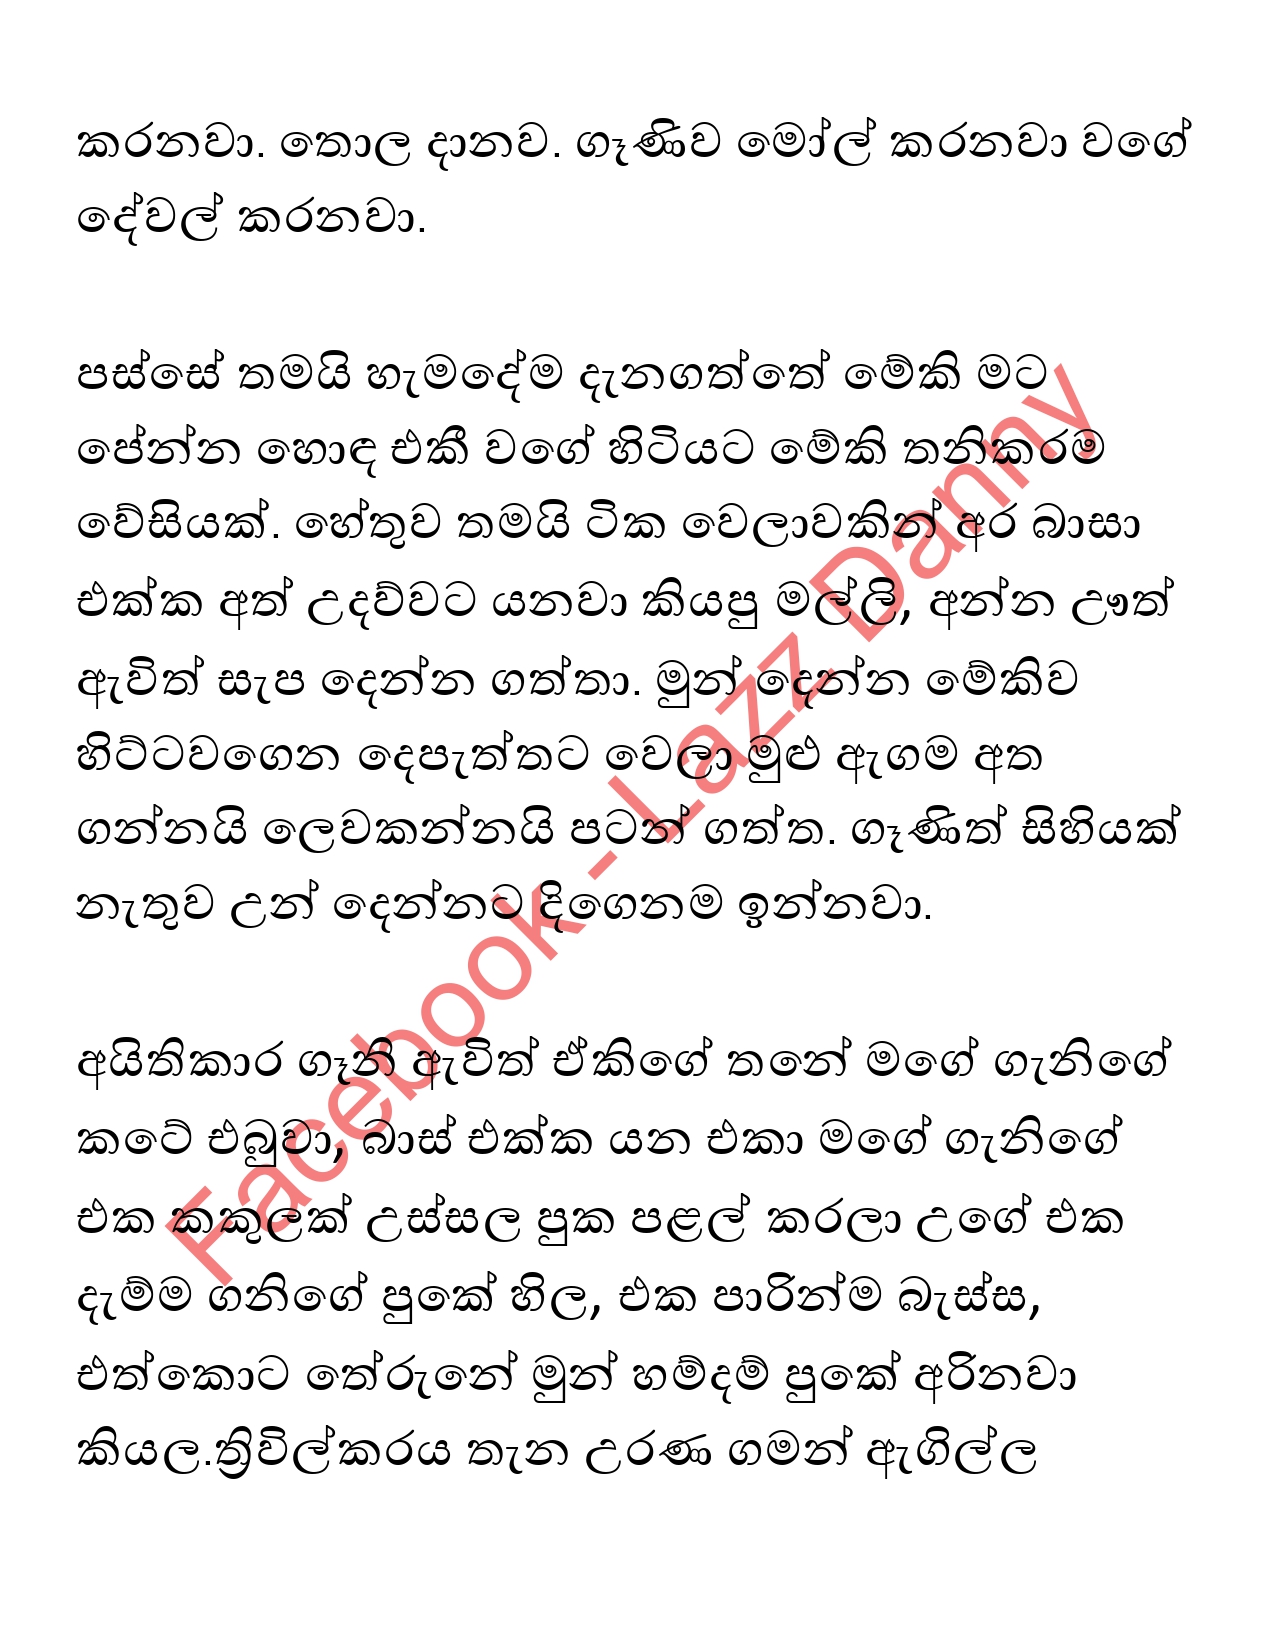 කරනවා. තොල දානව. ගෑණිව මෝල් කරනවා වගේ
දේවල් කරනවා.
පස්සේ තමයි හැමදේම දැනගත්තේ මේකි මට
පේන්න හොඳ එකී වගේ හිටියට මේකි තනිකරම
වේසියක්. හේතුව තමයි ටික වෙලාවකින් අර බාසා
එක්ක අත් උදව්වට යනවා කියපු මල්ලි, අන්න ඌත්
ඇවිත් සැප දෙන්න ගත්තා. මුන් දෙන්න මේකිව
හිට්ටවගෙන දෙපැත්තට වෙලා මුළු ඇගම අත
ගන්නයි ලෙවකන්නයි පටන් ගත්ත. ගෑණිත් සිහියක්
නැතුව උන් දෙන්නට දිගෙනම ඉන්නවා.
අයිතිකාර ගෑනි ඇවිත් ඒකිගේ තනේ මගේ ගැනිගේ
කටේ එබුවා, බාස් එක්ක යන එකා මගේ ගැනිගේ
එක කකුලක් උස්සල පුක පළල් කරලා උගේ එක
දැම්ම ගනිගේ පුකේ හිල, එක පාරින්ම බැස්ස,
එත්කොට තේරුනේ මුන් හම්දම් පුකේ අරිනවා
කියල.ත්‍රිවිල්කරය තැන උරණ ගමන් ඇගිල්ල
Facebook - Lazz Danny